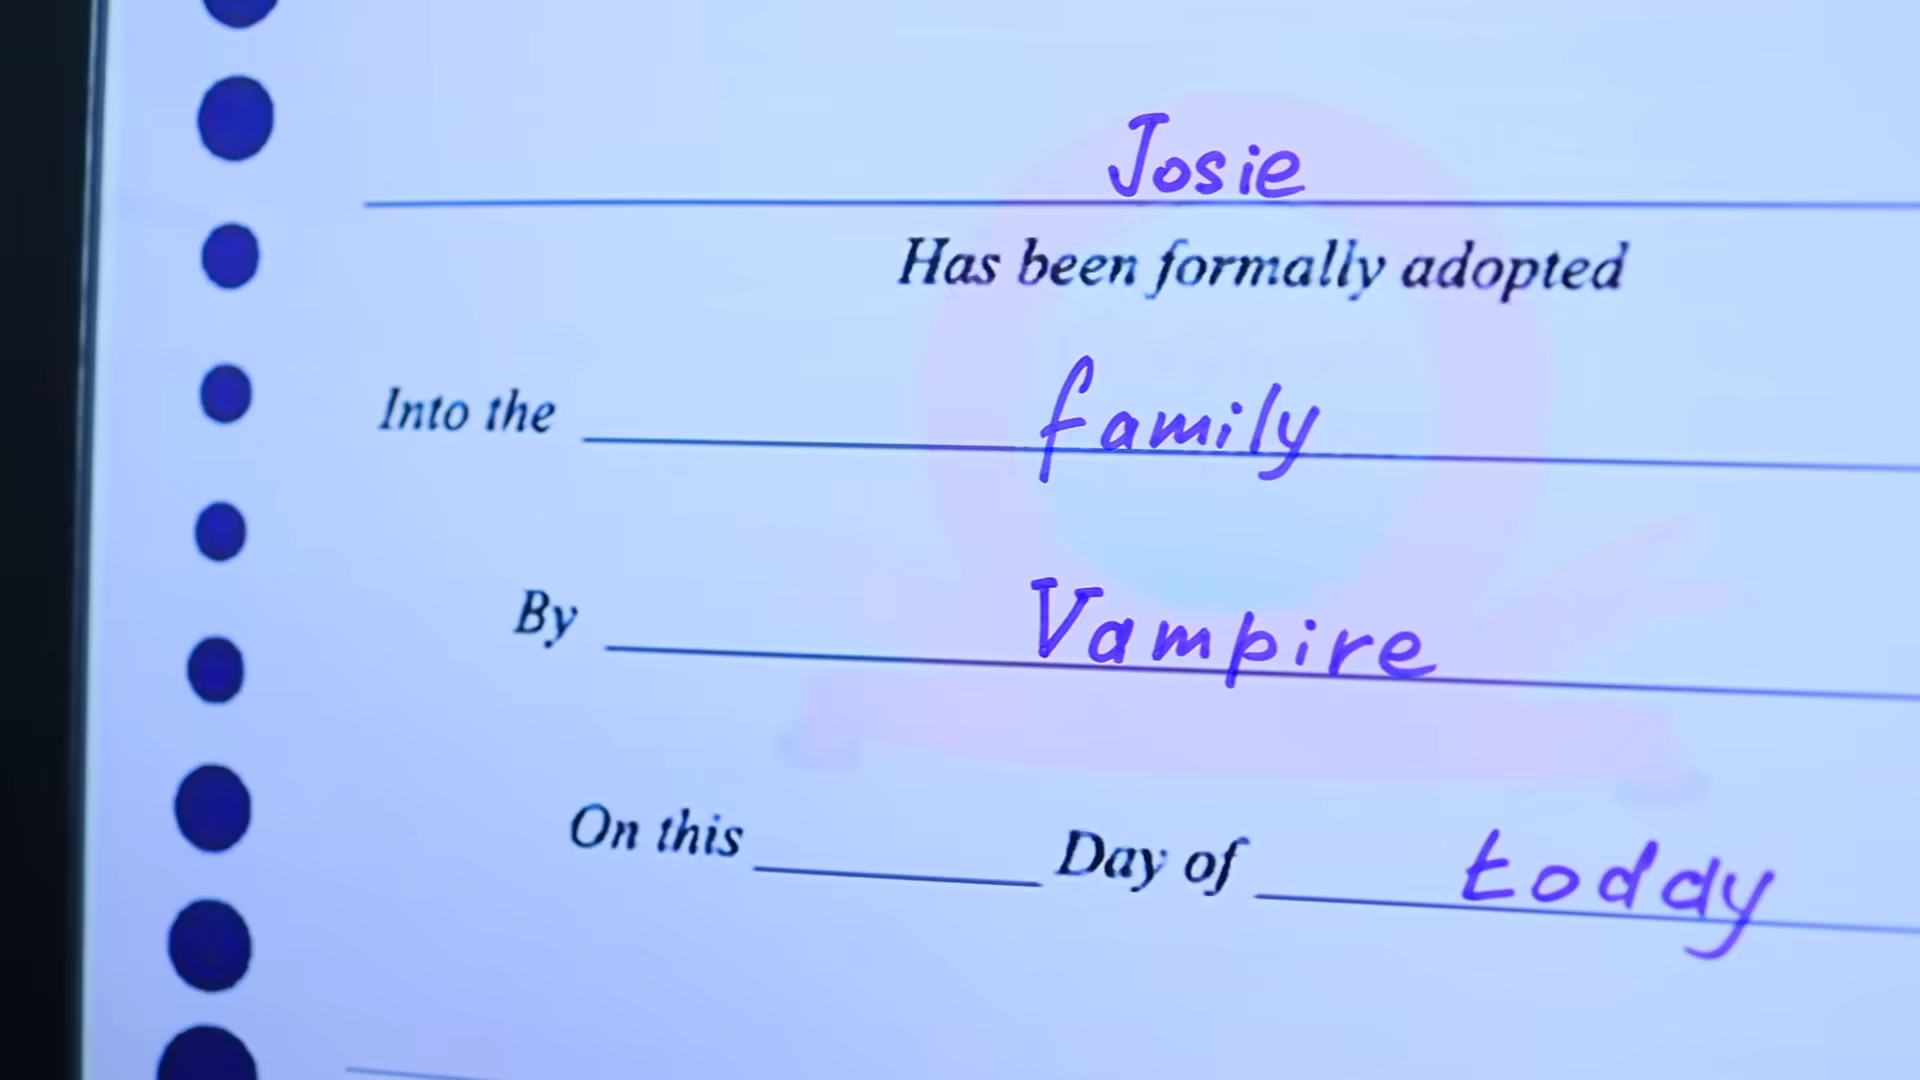 Josie
Has been formally adopted
Into the family
By Vampire
On this Day of today